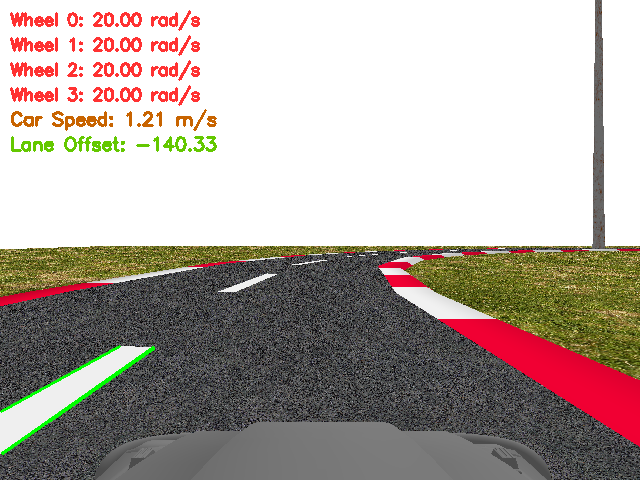 Wheel 0: 20.00 rad/s
Wheel 1: 20.00 rad/s
Wheel 2: 20.00 rad/s
Wheel 3: 20.00 rad/s
Car Speed: 1.21 m/s
Lane Offset: -140.33